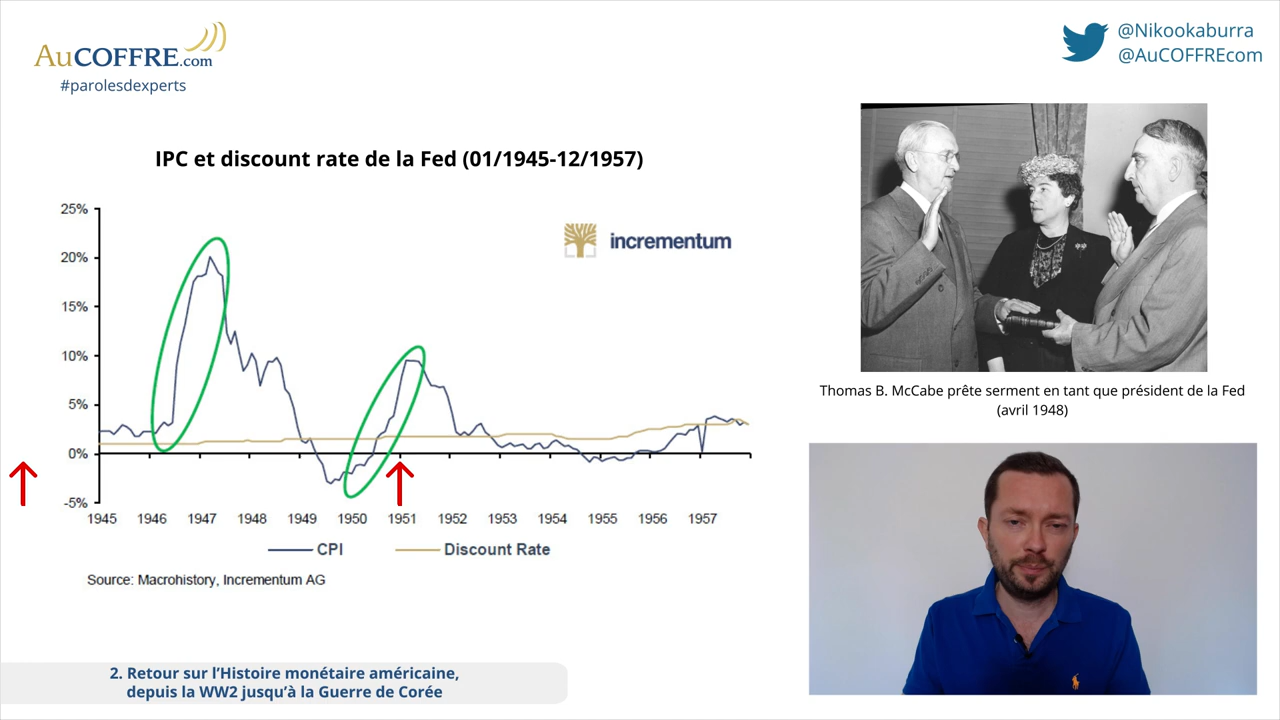 AuCOFFRE.com
#parolesdexperts
@Nikookaburra
@AuCOFFREcom
IPC et discount rate de la Fed (01/1945-12/1957)
incrementum
25%
20%
15%
10%
5%
0%
-5%
1945 1946 1947 1948 1949 1950 1951 1952 1953 1954 1955 1956 1957
CPI Discount Rate
Source: Macrohistory, Incrementum AG
Thomas B. McCabe prête serment en tant que président de la Fed
(avril 1948)
2. Retour sur l’Histoire monétaire américaine,
depuis la WW2 jusqu’à la Guerre de Corée